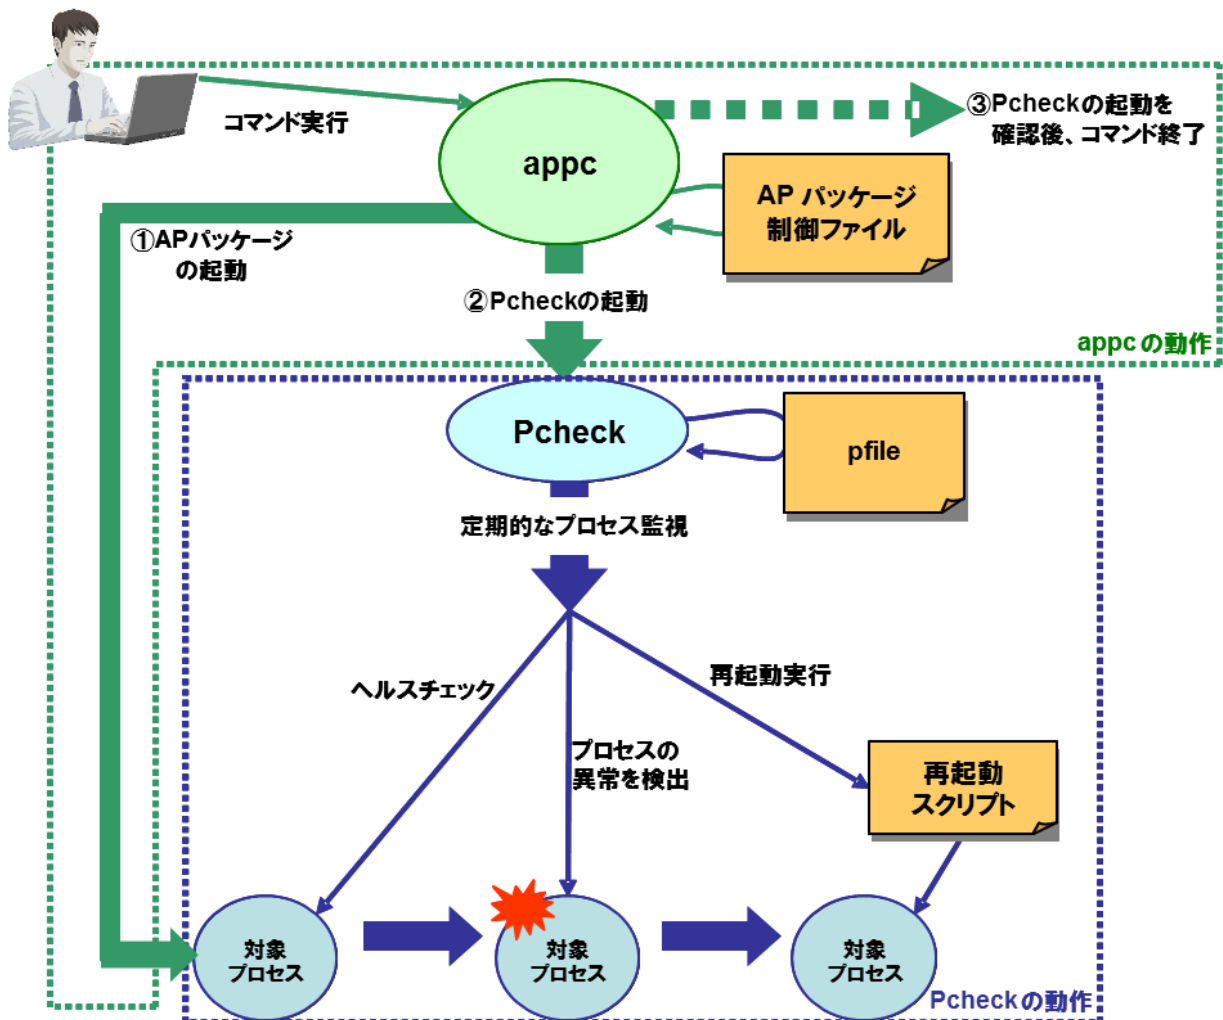 コマンド実行
appc
③Pcheckの起動を
確認後、コマンド終了
AP パッケージ
制御ファイル
①APパッケージ
の起動
②Pcheckの起動
appc の動作
Pcheck
pfile
定期的なプロセス監視
ヘルスチェック
再起動実行
プロセスの
異常を検出
再起動
スクリプト
対象
プロセス
対象
プロセス
対象
プロセス
Pcheckの動作